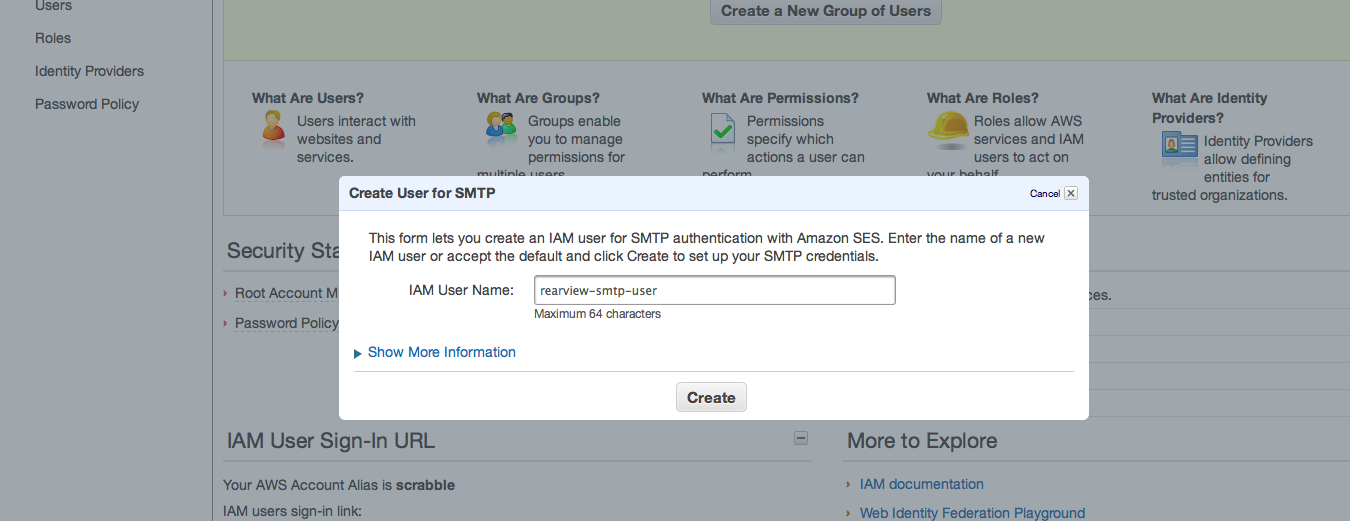 Users
Roles
Identity Providers
Password Policy
Create a New Group of Users
What Are Users?
Users interact with
websites and
services.
What Are Groups?
Groups enable
you to manage
permissions for
multiple users
What Are Permissions?
Permissions
specify which
actions a user can
perform
What Are Roles?
Roles allow AWS
services and IAM
users to act on
your behalf
What Are Identity
Providers?
Identity Providers
allow defining
entities for
trusted organizations.
Create User for SMTP
Cancel
This form lets you create an IAM user for SMTP authentication with Amazon SES. Enter the name of a new
IAM user or accept the default and click Create to set up your SMTP credentials.
IAM User Name:
rearview-smtp-user
Maximum 64 characters
Show More Information
Create
Security Sta
Root Account M
ces.
Password Policy
IAM User Sign-In URL
Your AWS Account Alias is scrabble
IAM users sign-in link:
More to Explore
IAM documentation
Web Identity Federation Playground